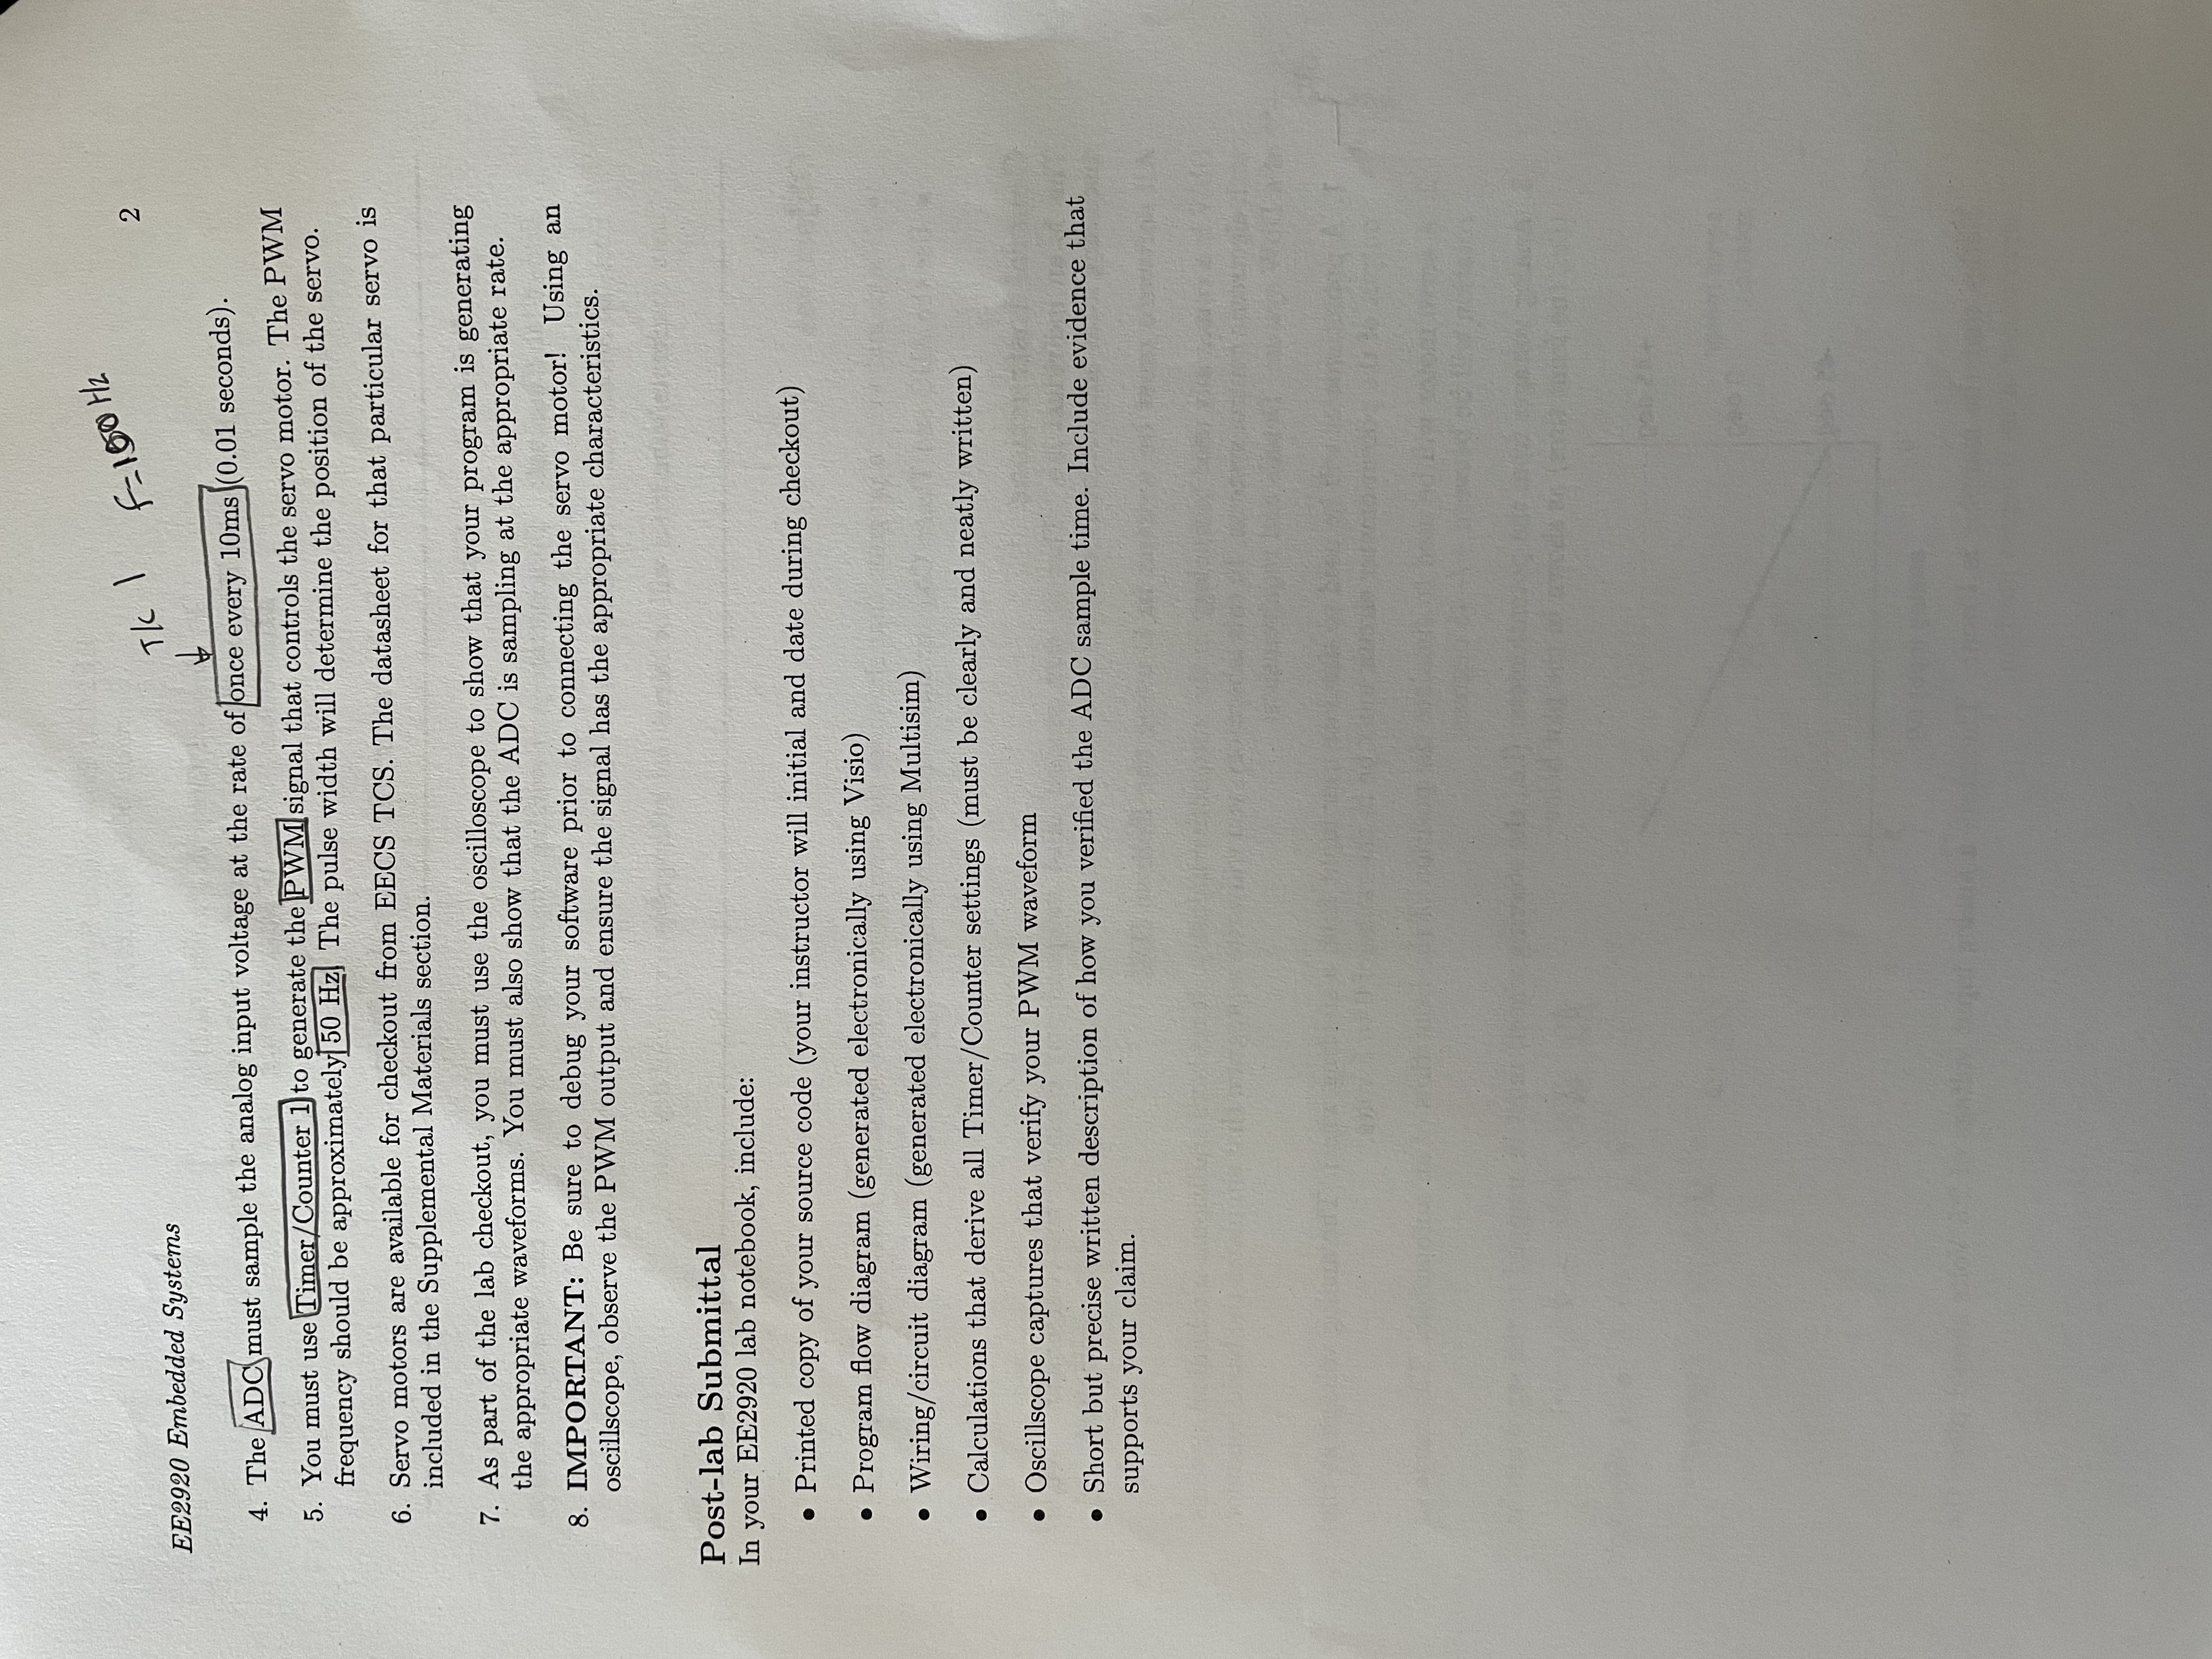 T/C 1 F=100Hz
2
EE2920 Embedded Systems
4. The ADC must sample the analog input voltage at the rate of once every 10ms (0.01 seconds).
5. You must use Timer/Counter 1 to generate the PWM signal that controls the servo motor. The PWM
frequency should be approximately 50 Hz. The pulse width will determine the position of the servo.
6. Servo motors are available for checkout from EECS TCS. The datasheet for that particular servo is
included in the Supplemental Materials section.
7. As part of the lab checkout, you must use the oscilloscope to show that your program is generating
the appropriate waveforms. You must also show that the ADC is sampling at the appropriate rate.
8. IMPORTANT: Be sure to debug your software prior to connecting the servo motor! Using an
oscillscope, observe the PWM output and ensure the signal has the appropriate characteristics.
Post-lab Submittal
In your EE2920 lab notebook, include:
• Printed copy of your source code (your instructor will initial and date during checkout)
• Program flow diagram (generated electronically using Visio)
• Wiring/circuit diagram (generated electronically using Multisim)
• Calculations that derive all Timer/Counter settings (must be clearly and neatly written)
• Oscillscope captures that verify your PWM waveform
• Short but precise written description of how you verified the ADC sample time. Include evidence that
supports your claim.